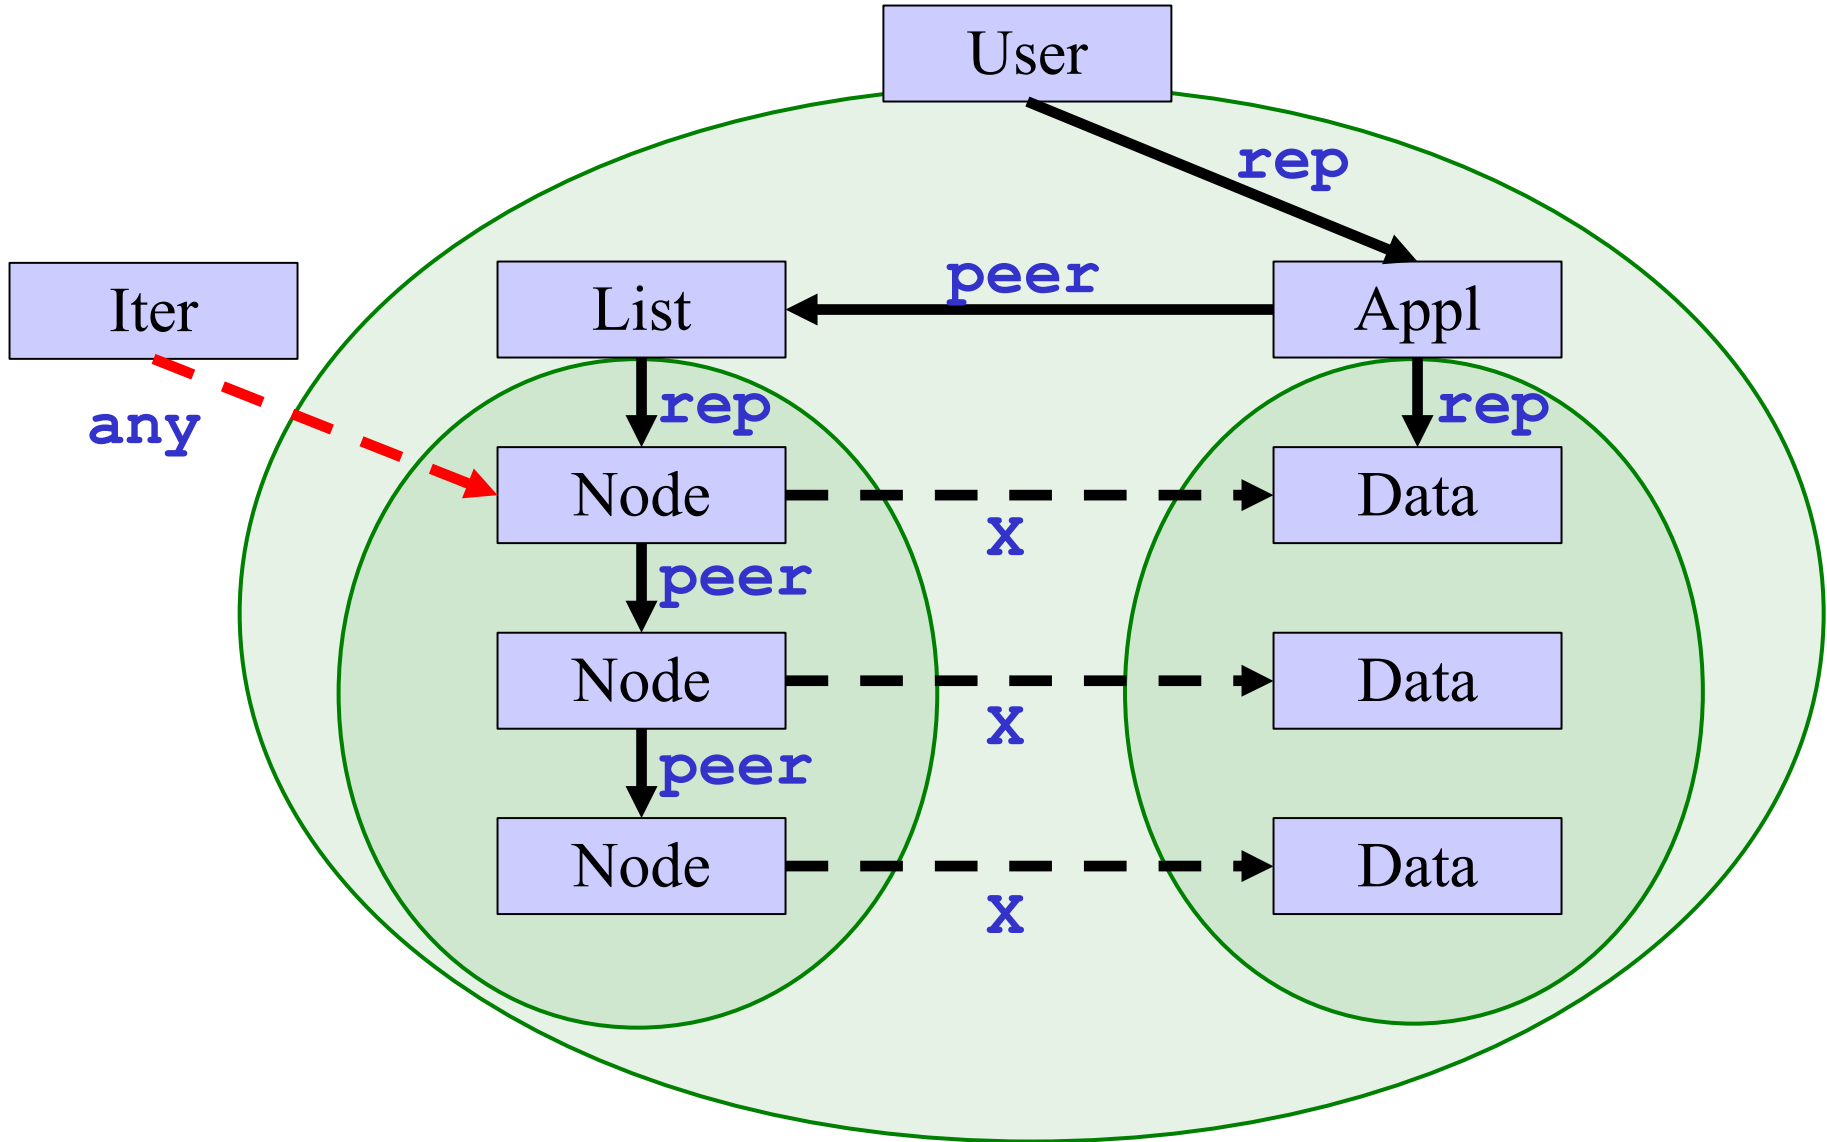 User
rep
Iter
List
peer
Appl
any
rep
rep
Node
x
Data
peer
Node
x
Data
peer
Node
x
Data